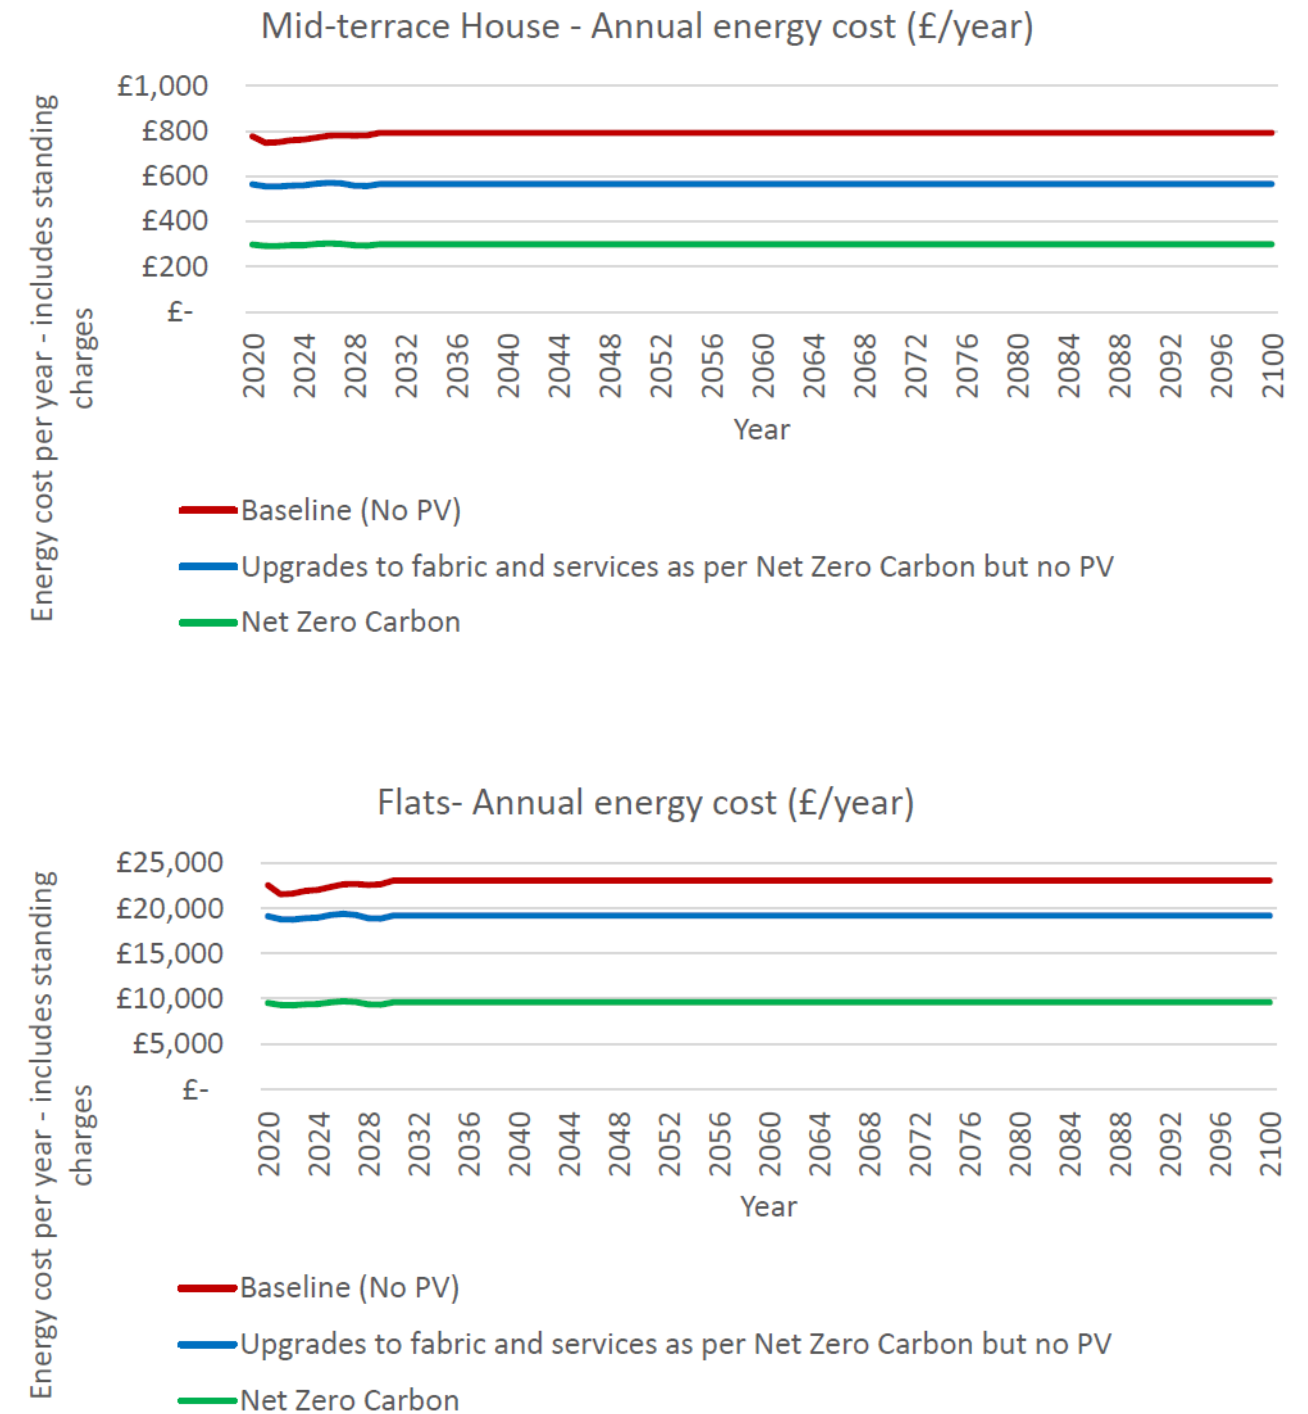 Mid-terrace House - Annual energy cost (£/year)
Energy cost per year - includes standing
charges
£1,000
£800
£600
£400
£200
£-
2020 2024 2028 2032 2036 2040 2044 2048 2052 2056 2060 2064 2068 2072 2076 2080 2084 2088 2092 2096 2100
Year
Baseline (No PV)
Upgrades to fabric and services as per Net Zero Carbon but no PV
Net Zero Carbon
Flats- Annual energy cost (£/year)
Energy cost per year - includes standing
charges
£25,000
£20,000
£15,000
£10,000
£5,000
£-
2020 2024 2028 2032 2036 2040 2044 2048 2052 2056 2060 2064 2068 2072 2076 2080 2084 2088 2092 2096 2100
Year
Baseline (No PV)
Upgrades to fabric and services as per Net Zero Carbon but no PV
Net Zero Carbon